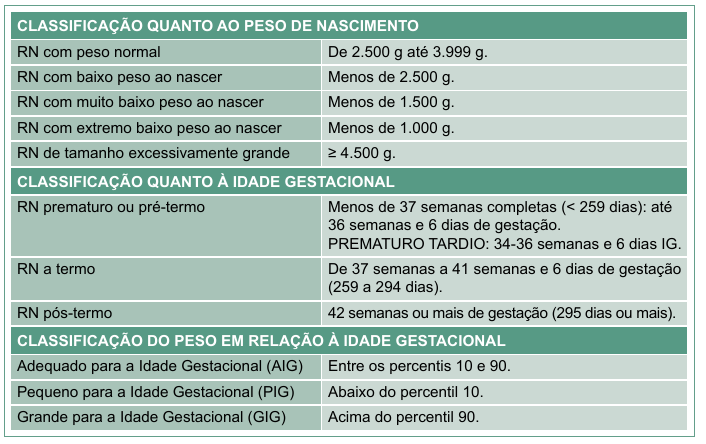 CLASSIFICAÇÃO QUANTO AO PESO DE NASCIMENTO
RN com peso normal De 2.500 g até 3.999 g.
RN com baixo peso ao nascer Menos de 2.500 g.
RN com muito baixo peso ao nascer Menos de 1.500 g.
RN com extremo baixo peso ao nascer Menos de 1.000 g.
RN de tamanho excessivamente grande ≥ 4.500 g.
CLASSIFICAÇÃO QUANTO À IDADE GESTACIONAL
RN prematuro ou pré-termo Menos de 37 semanas completas (< 259 dias): até
36 semanas e 6 dias de gestação.
PREMATURO TARDIO: 34-36 semanas e 6 dias IG.
RN a termo De 37 semanas a 41 semanas e 6 dias de gestação
(259 a 294 dias).
RN pós-termo 42 semanas ou mais de gestação (295 dias ou mais).
CLASSIFICAÇÃO DO PESO EM RELAÇÃO À IDADE GESTACIONAL
Adequado para a Idade Gestacional (AIG) Entre os percentis 10 e 90.
Pequeno para a Idade Gestacional (PIG) Abaixo do percentil 10.
Grande para a Idade Gestacional (GIG) Acima do percentil 90.